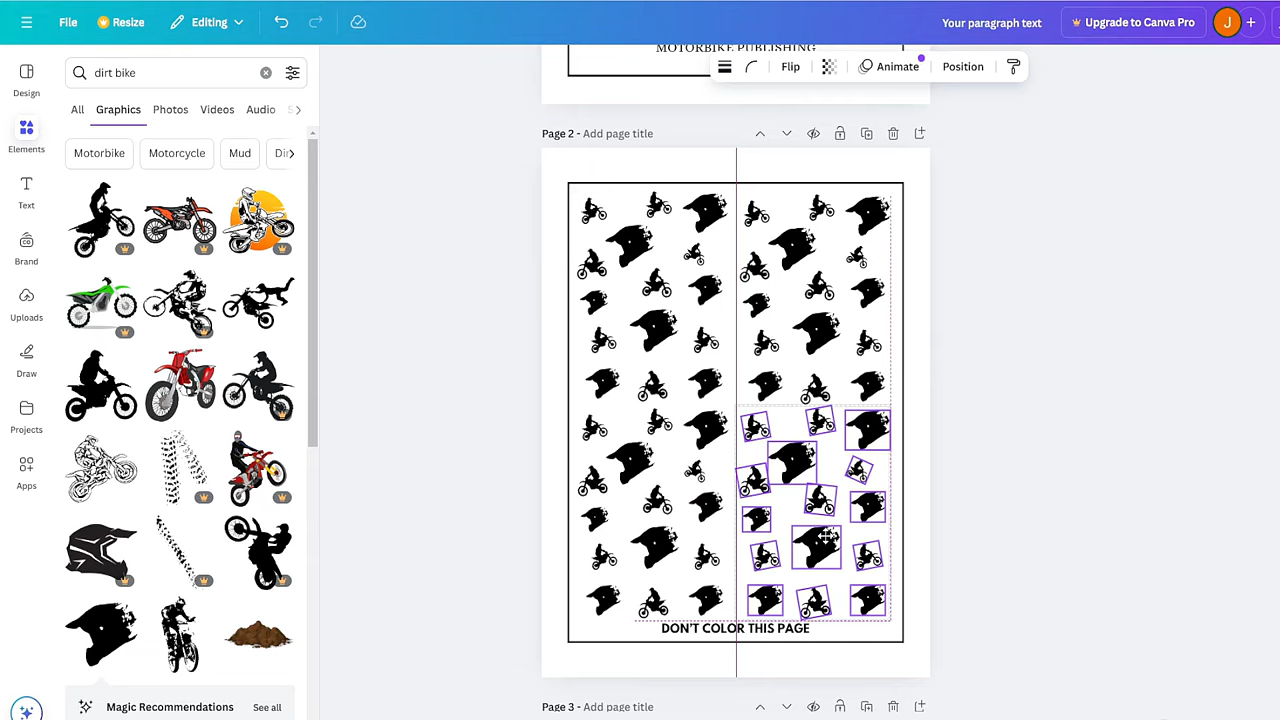 File
Resize
Editing
Your paragraph text
Upgrade to Canva Pro
J
dirt bike
Design
Elements
Text
Brand
Uploads
Draw
Projects
Apps
All
Graphics
Photos
Videos
Audio
S
Motorbike
Motorcycle
Mud
Dir
Magic Recommendations
See all
MOTORBIKE PUBLISHING
Flip
Animate
Position
Page 2 - Add page title
DON'T COLOR THIS PAGE
Page 3 - Add page title